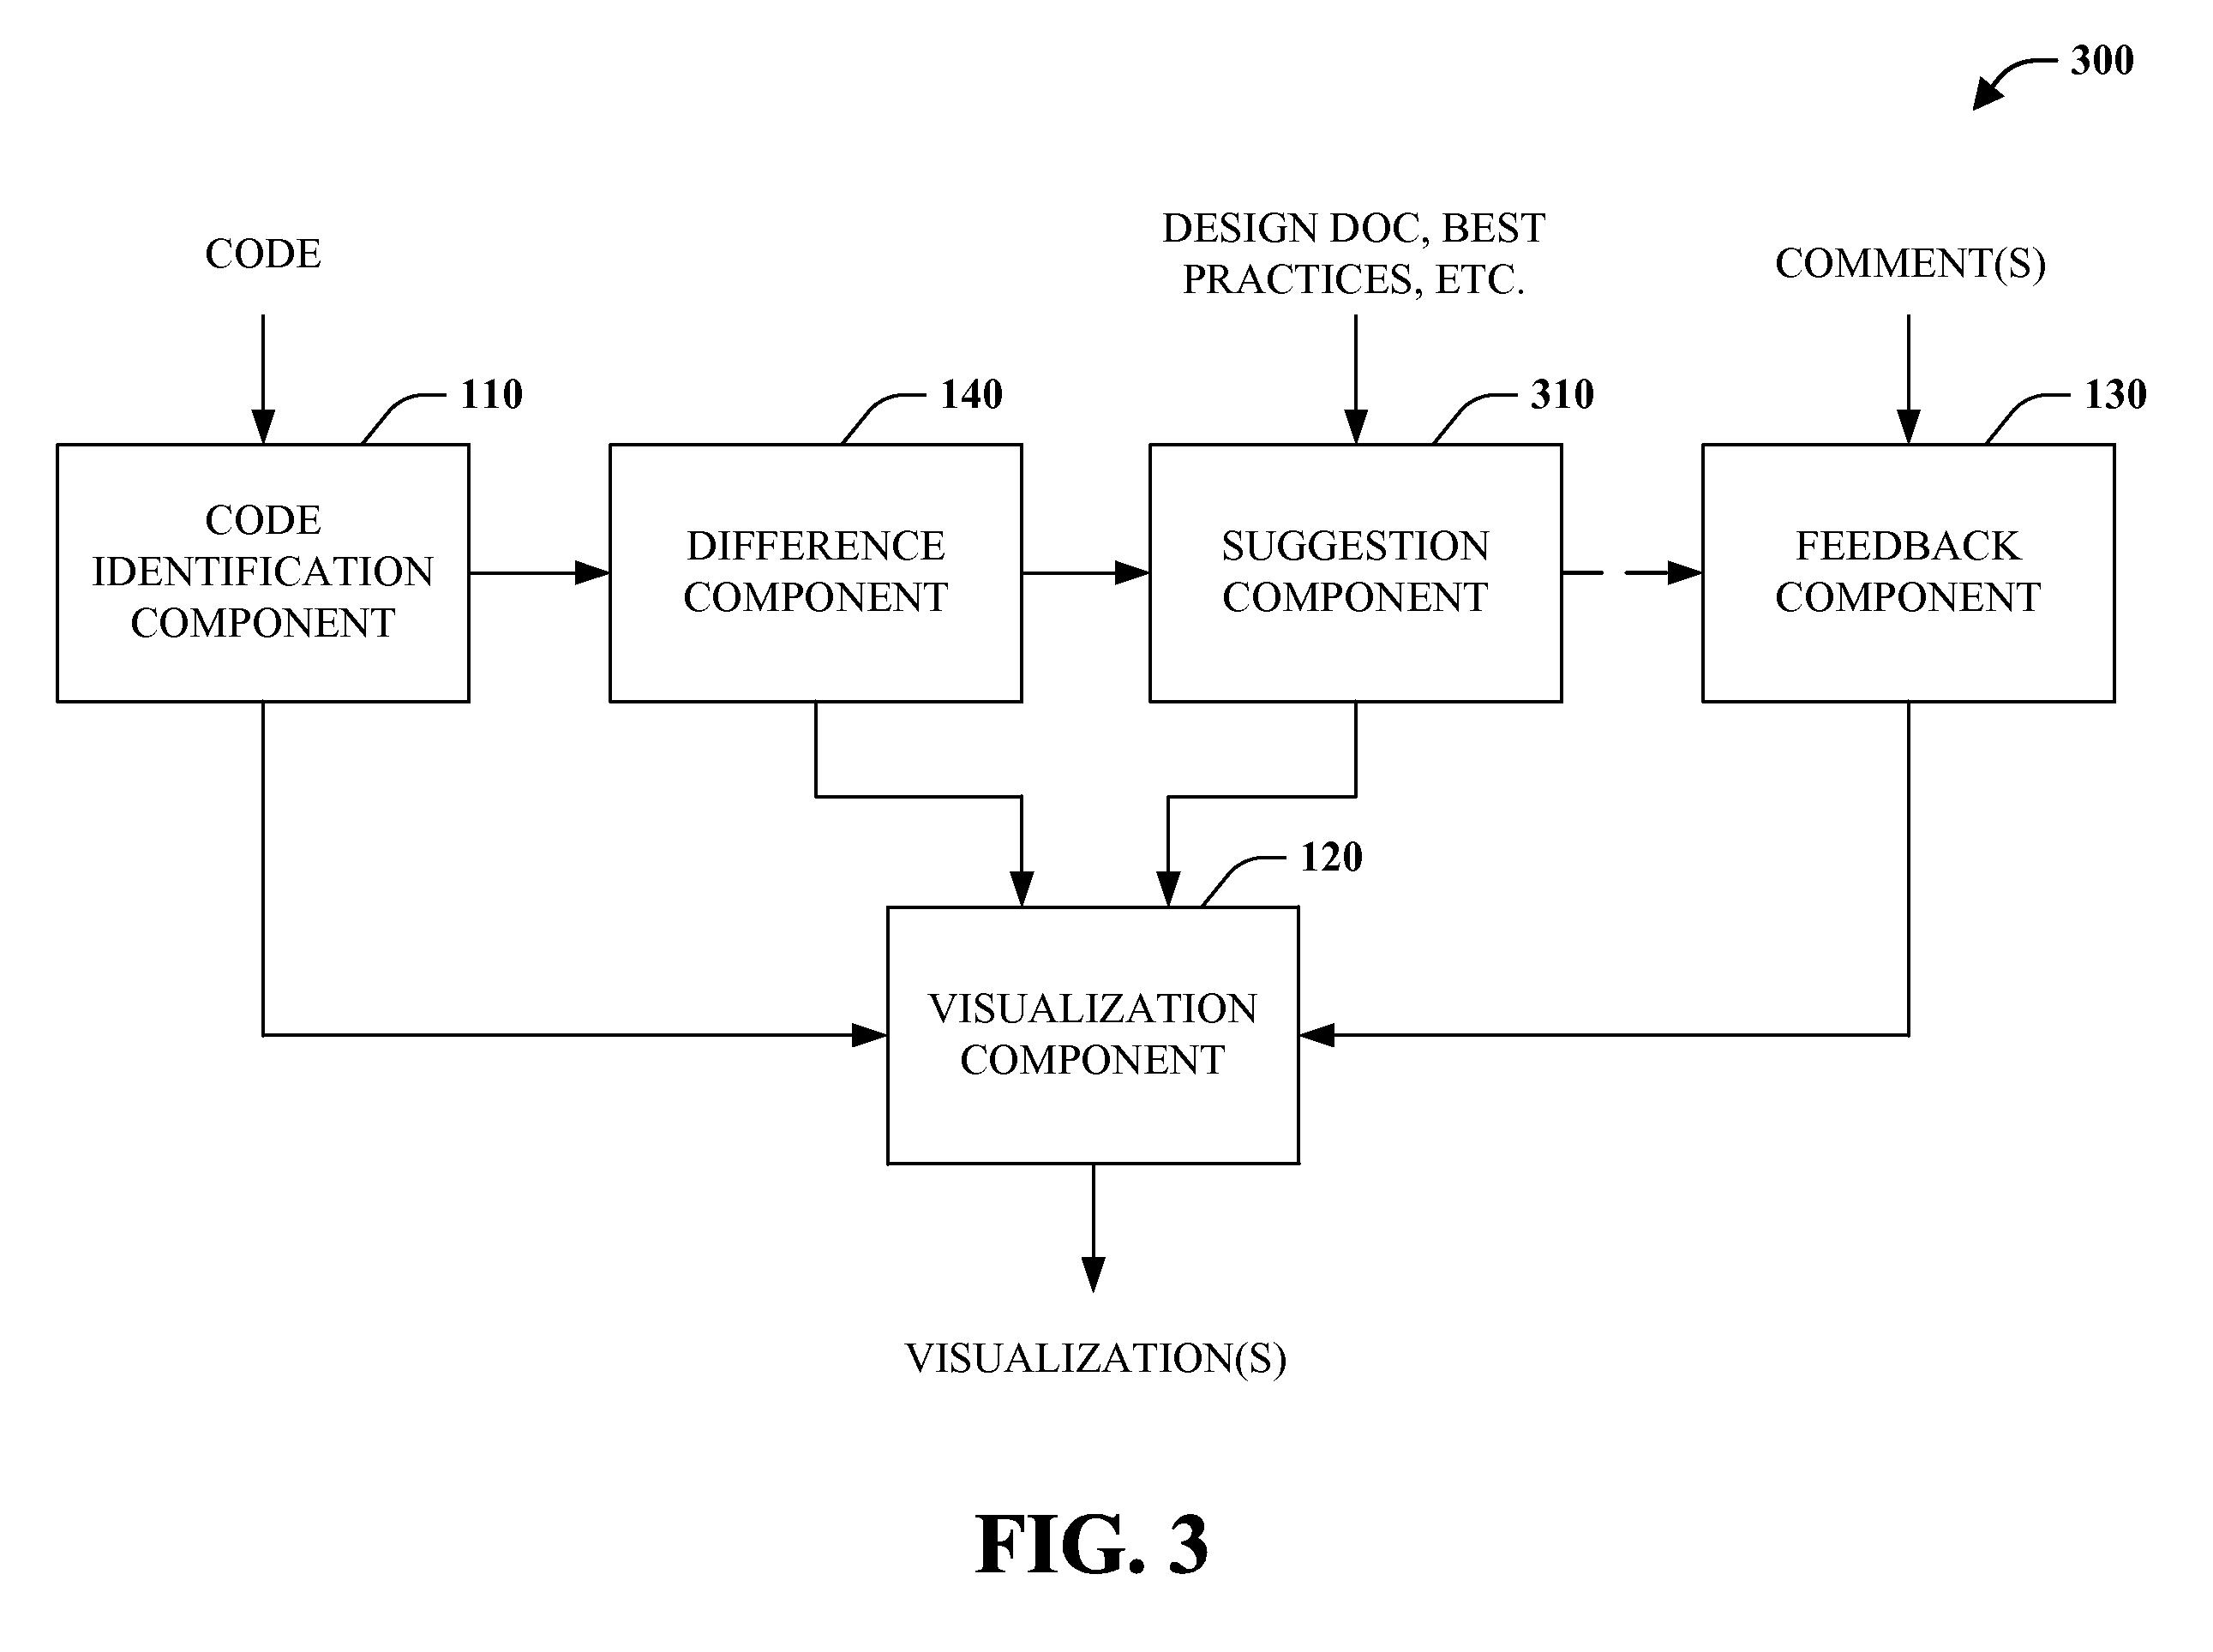 300
CODE
DESIGN DOC, BEST
PRACTICES, ETC.
COMMENT(S)
110
140
310
130
CODE
IDENTIFICATION
COMPONENT
DIFFERENCE
COMPONENT
SUGGESTION
COMPONENT
FEEDBACK
COMPONENT
120
VISUALIZATION
COMPONENT
VISUALIZATION(S)
FIG. 3